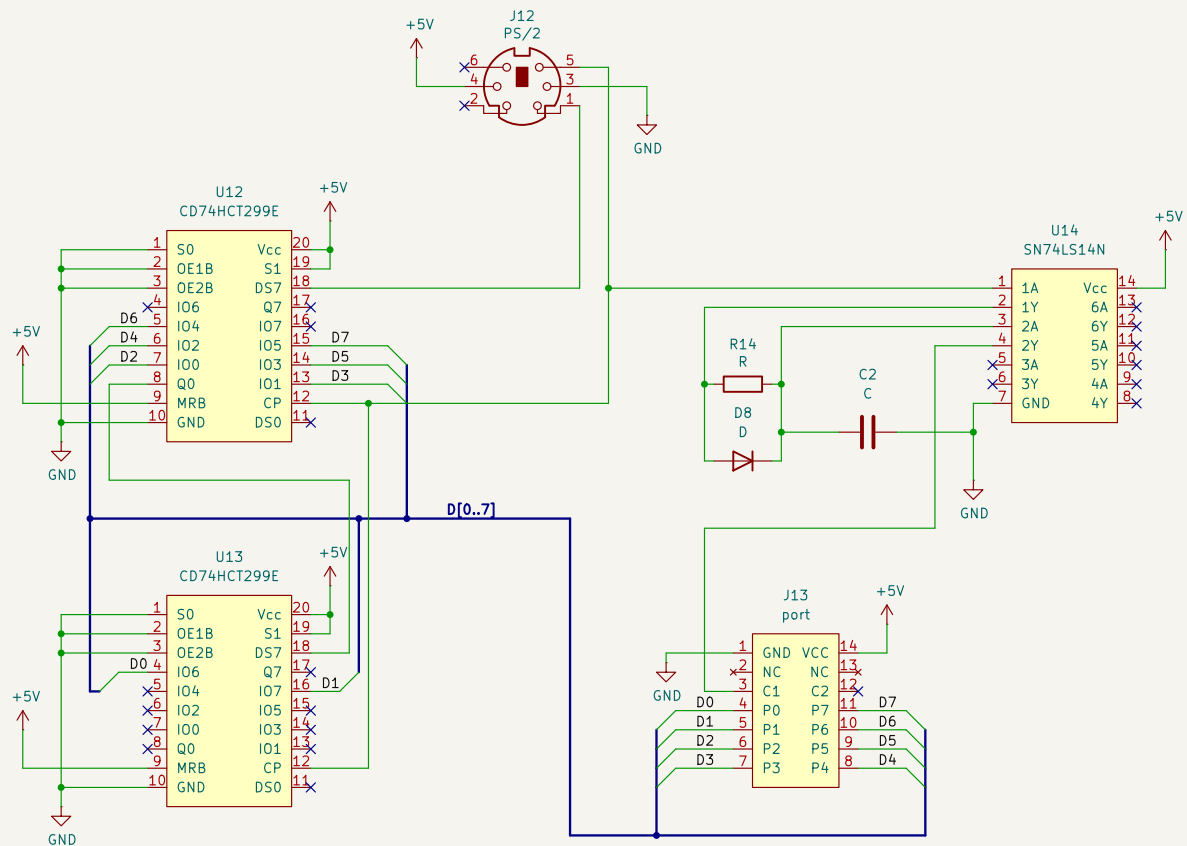 J12
PS/2
+5V
6 5
4 3
2 1
GND
U12
CD74HCT299E
+5V
1 S0 Vcc 20
2 OE1B S1 19
3 OE2B DS7 18
4 IO6 Q7 17
D6 5 IO4 IO7 16
D4 6 IO2 IO5 15 D7
D2 7 IO0 IO3 14 D5
8 Q0 IO1 13 D3
9 MRB CP 12
10 GND DS0 11
+5V
GND
U14
SN74LS14N
+5V
1 1A Vcc 14
2 1Y 6A 13
3 2A 6Y 12
4 2Y 5A 11
5 3A 5Y 10
6 3Y 4A 9
7 GND 4Y 8
R14
R
D8
D
C2
C
GND
D[0..7]
U13
CD74HCT299E
+5V
1 S0 Vcc 20
2 OE1B S1 19
3 OE2B DS7 18
D0 4 IO6 Q7 17
5 IO4 IO7 16 D1
6 IO2 IO5 15
7 IO0 IO3 14
8 Q0 IO1 13
9 MRB CP 12
10 GND DS0 11
+5V
GND
J13
port
+5V
1 GND VCC 14
2 NC NC 13
3 C1 C2 12
D0 4 P0 P7 11 D7
D1 5 P1 P6 10 D6
D2 6 P2 P5 9 D5
D3 7 P3 P4 8 D4
GND